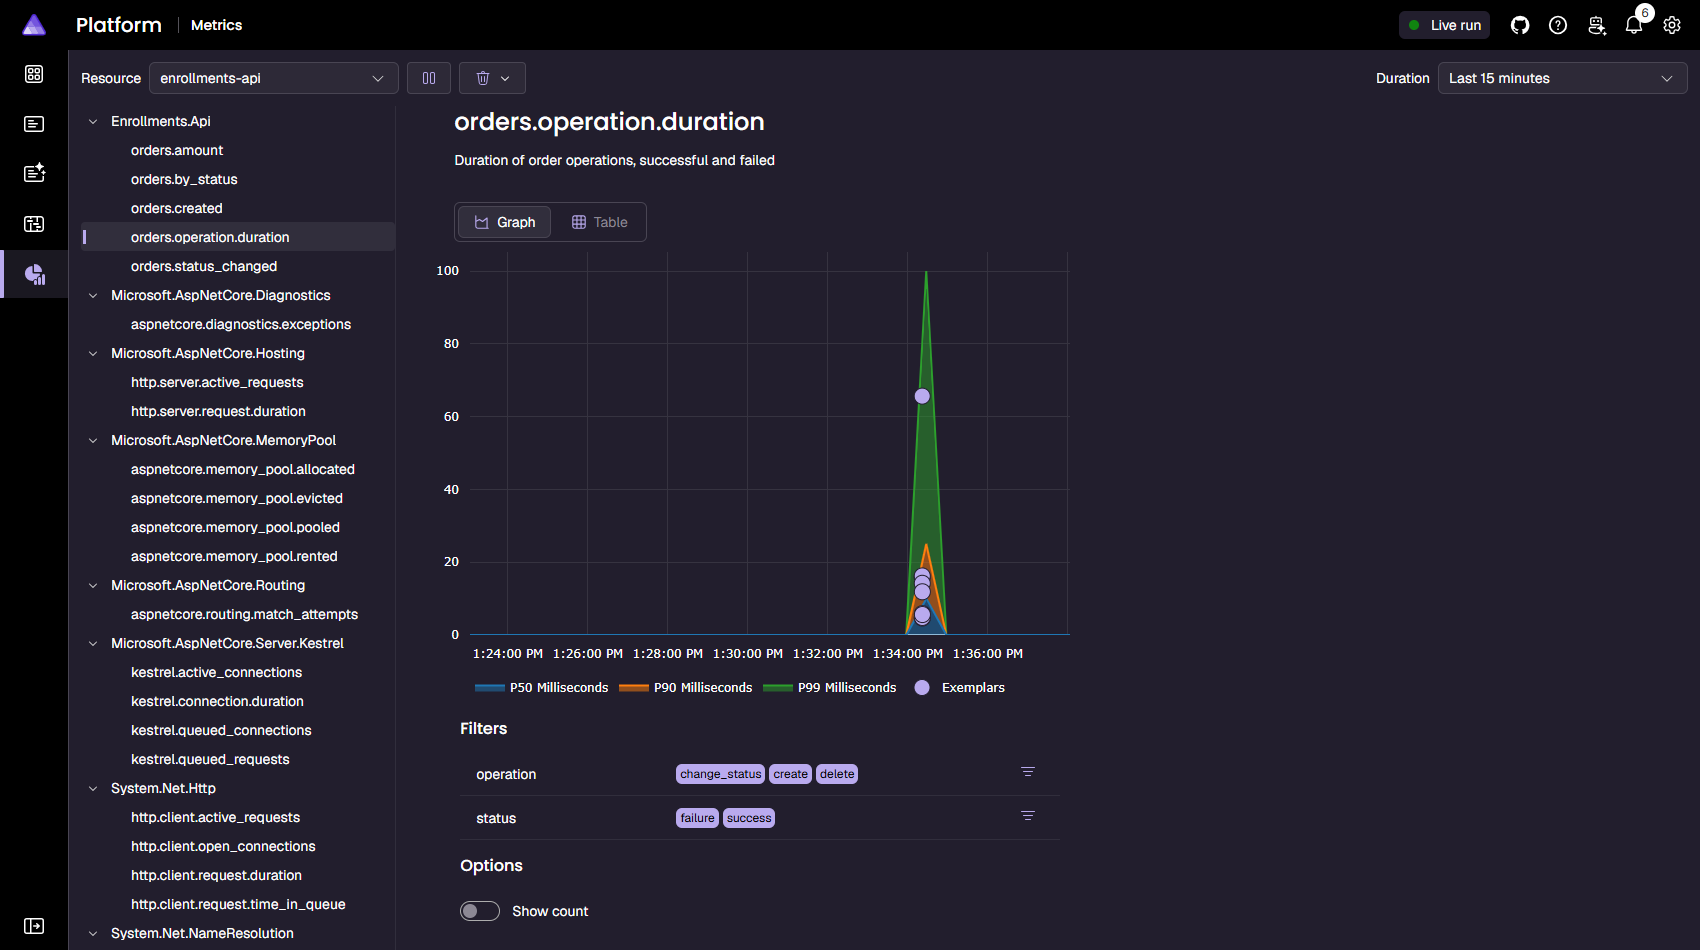 Platform
Metrics
Live run
6
Resource
enrollments-api
Duration
Last 15 minutes
Enrollments.Api
orders.amount
orders.by_status
orders.created
orders.operation.duration
orders.status_changed
Microsoft.AspNetCore.Diagnostics
aspnetcore.diagnostics.exceptions
Microsoft.AspNetCore.Hosting
http.server.active_requests
http.server.request.duration
Microsoft.AspNetCore.MemoryPool
aspnetcore.memory_pool.allocated
aspnetcore.memory_pool.evicted
aspnetcore.memory_pool.pooled
aspnetcore.memory_pool.rented
Microsoft.AspNetCore.Routing
aspnetcore.routing.match_attempts
Microsoft.AspNetCore.Server.Kestrel
kestrel.active_connections
kestrel.connection.duration
kestrel.queued_connections
kestrel.queued_requests
System.Net.Http
http.client.active_requests
http.client.open_connections
http.client.request.duration
http.client.request.time_in_queue
System.Net.NameResolution
orders.operation.duration
Duration of order operations, successful and failed
Graph
Table
100
80
60
40
20
0
1:24:00 PM 1:26:00 PM 1:28:00 PM 1:30:00 PM 1:32:00 PM 1:34:00 PM 1:36:00 PM
P50 Milliseconds P90 Milliseconds P99 Milliseconds Exemplars
Filters
operation change_status create delete
status failure success
Options
Show count